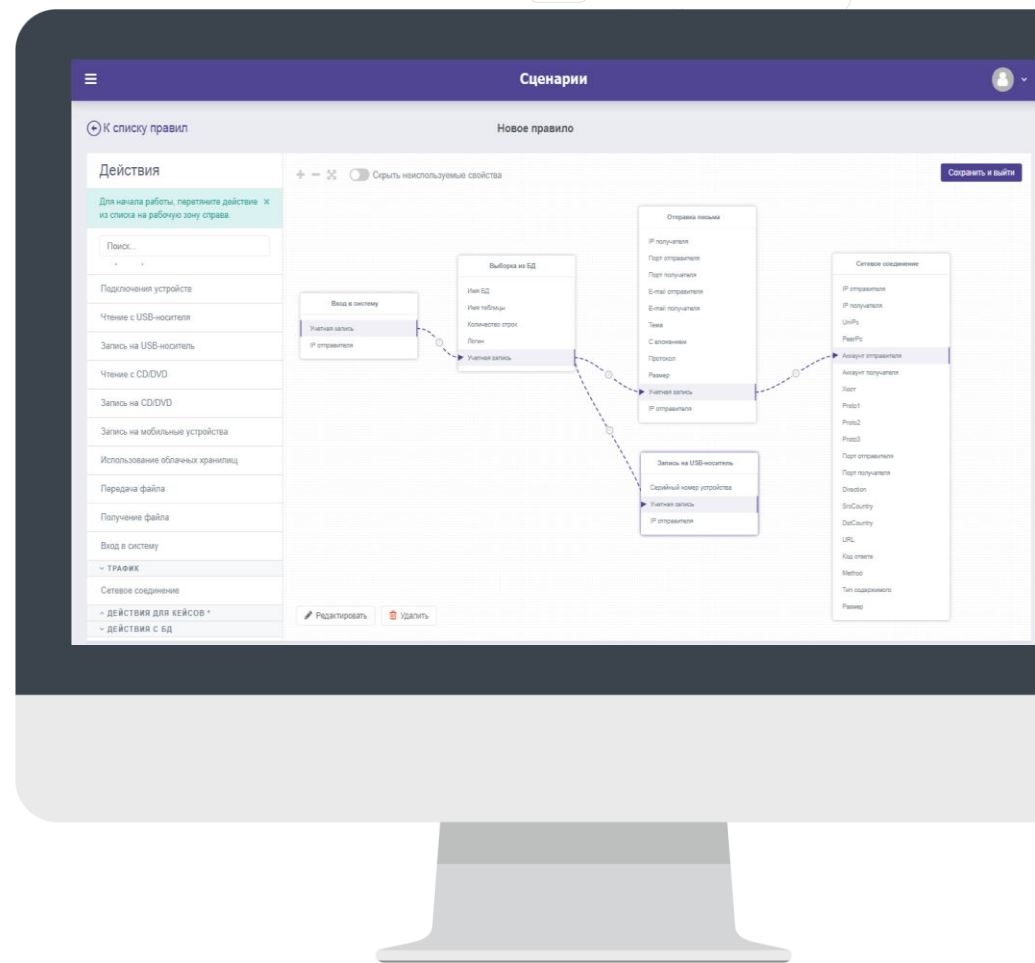 Сценарии
К списку правил
Новое правило
Действия
Для начала работы, перетяните действие
из списка на рабочую зону справа.
Поиск...
Подключения устройств
Чтение с USB-носителя
Запись на USB-носитель
Чтение с CD/DVD
Запись на CD/DVD
Запись на мобильные устройства
Использование облачных хранилищ
Передача файла
Получение файла
Вход в систему
ТРАФИК
Сетевое соединение
ДЕЙСТВИЯ ДЛЯ КЕЙСОВ *
ДЕЙСТВИЯ С БД
Скрыть неиспользуемые свойства
Сохранить и выйти
Вход в систему
Учетная запись
IP отправителя
Выборка из БД
Имя БД
Имя таблицы
Количество строк
Логин
Учетная запись
Отправка письма
IP получателя
Порт отправителя
Порт получателя
E-mail отправителя
E-mail получателя
Тема
С вложениями
Протокол
Размер
Учетная запись
IP отправителя
Запись на USB-носитель
Серийный номер устройства
Учетная запись
IP отправителя
Сетевое соединение
IP отправителя
IP получателя
UniPc
PeerPc
Аккаунт отправителя
Аккаунт получателя
Хост
Proto1
Proto2
Proto3
Порт отправителя
Порт получателя
Direction
SrcCountry
DstCountry
URL
Код ответа
Method
Тип содержимого
Размер
Редактировать
Удалить